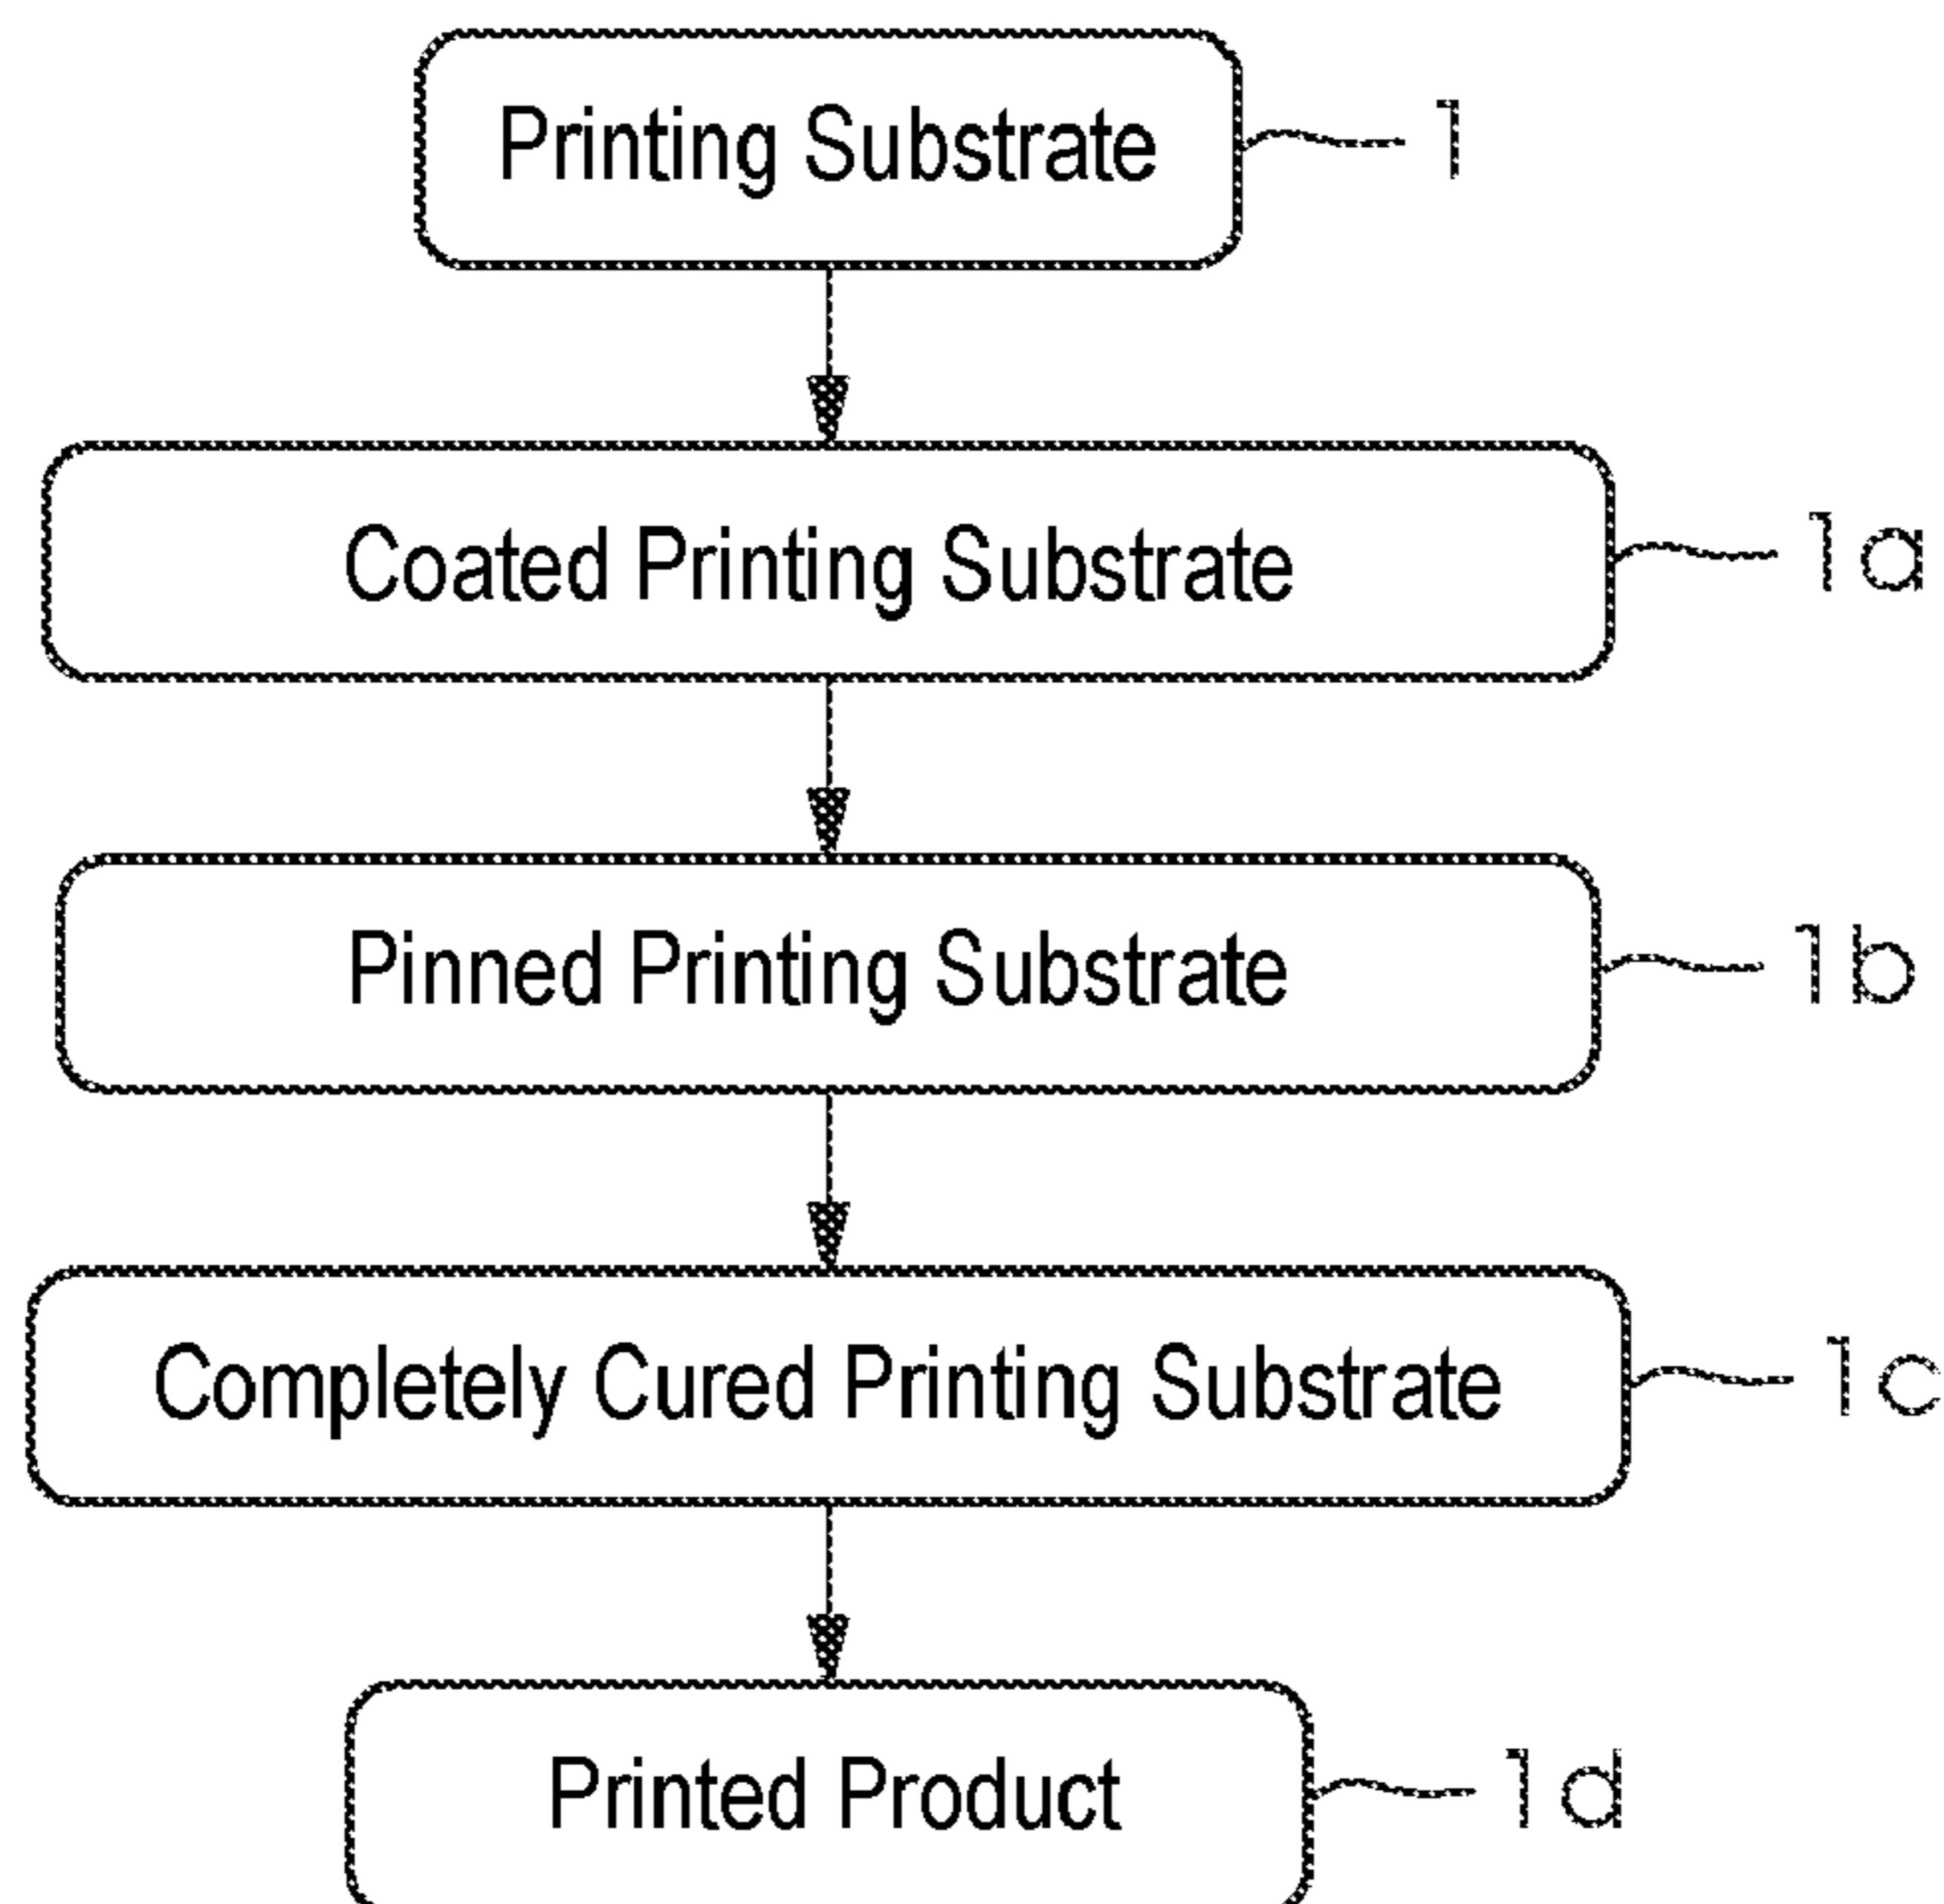 Printing Substrate 1
Coated Printing Substrate 1a
Pinned Printing Substrate 1b
Completely Cured Printing Substrate 1c
Printed Product 1d